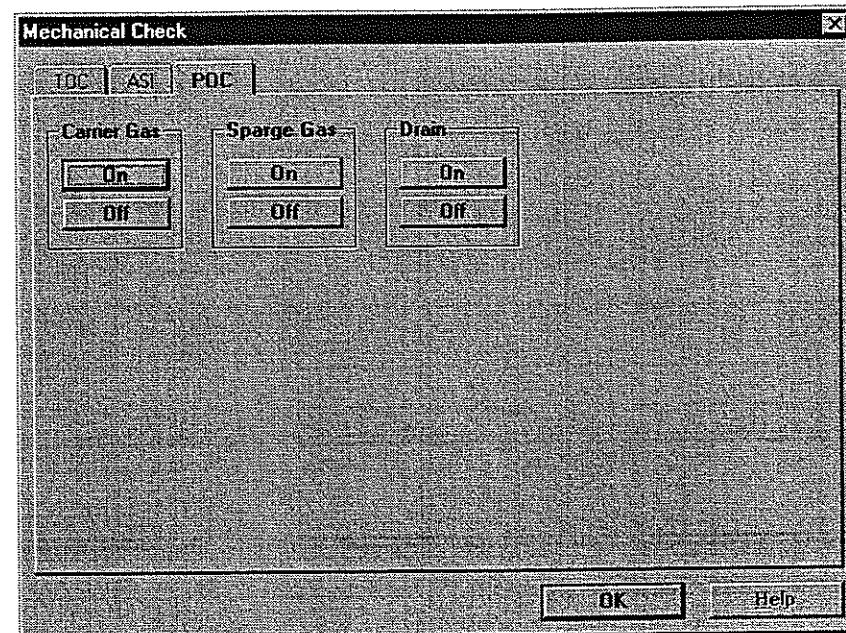 Mechanical Check
TOC ASI POC
Carrier Gas Sparge Gas Drain
On On On
Off Off Off
OK Help